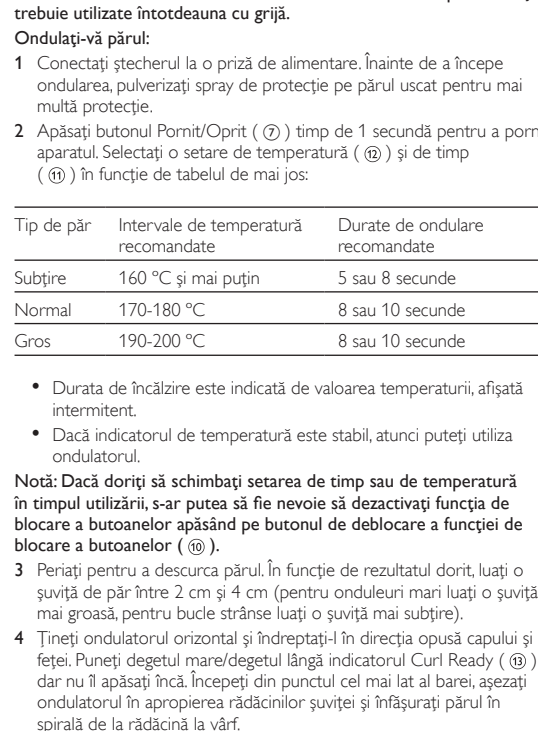 trebuie utilizate întotdeauna cu grijă.
Ondulaţi-vă părul:
1 Conectaţi ştecherul la o priză de alimentare. Înainte de a începe
ondularea, pulverizaţi spray de protecţie pe părul uscat pentru mai
multă protecţie.
2 Apăsaţi butonul Pornit/Oprit ( ⑦ ) timp de 1 secundă pentru a porn
aparatul. Selectaţi o setare de temperatură ( ⑫ ) şi de timp
( ⑪ ) în funcţie de tabelul de mai jos:
Tip de păr Intervale de temperatură Durate de ondulare
recomandate recomandate
Subţire 160 °C şi mai puţin 5 sau 8 secunde
Normal 170-180 °C 8 sau 10 secunde
Gros 190-200 °C 8 sau 10 secunde
• Durata de încălzire este indicată de valoarea temperaturii, afişată
intermitent.
• Dacă indicatorul de temperatură este stabil, atunci puteţi utiliza
ondulatorul.
Notă: Dacă doriţi să schimbaţi setarea de timp sau de temperatură
în timpul utilizării, s-ar putea să fie nevoie să dezactivaţi funcţia de
blocare a butoanelor apăsând pe butonul de deblocare a funcţiei de
blocare a butoanelor ( ⑩ ).
3 Periaţi pentru a descurca părul. În funcţie de rezultatul dorit, luaţi o
şuviţă de păr între 2 cm şi 4 cm (pentru onduleuri mari luaţi o şuviţă
mai groasă, pentru bucle strânse luaţi o şuviţă mai subţire).
4 Ţineţi ondulatorul orizontal şi îndreptaţi-l în direcţia opusă capului şi
feţei. Puneţi degetul mare/degetul lângă indicatorul Curl Ready ( ⑬ )
dar nu îl apăsaţi încă. Începeţi din punctul cel mai lat al barei, aşezaţi
ondulatorul în apropierea rădăcinilor şuviţei şi înfăşuraţi părul în
spirală de la rădăcină la vârf.